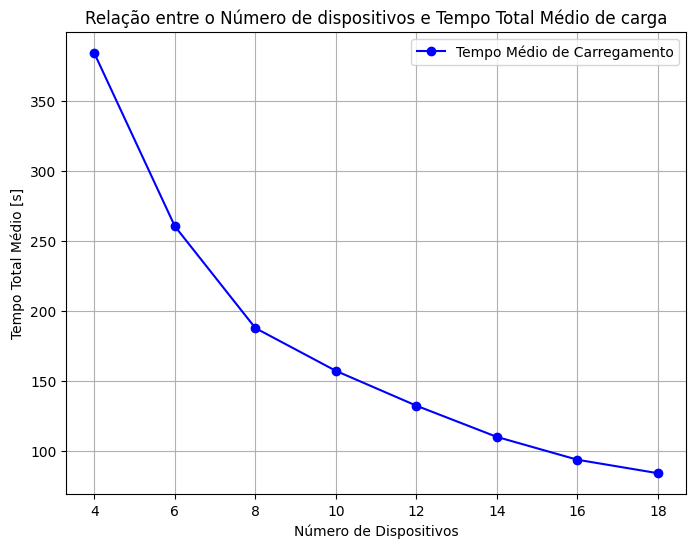 Relação entre o Número de dispositivos e Tempo Total Médio de carga
Tempo Médio de Carregamento
Tempo Total Médio [s]
350
300
250
200
150
100
4 6 8 10 12 14 16 18
Número de Dispositivos